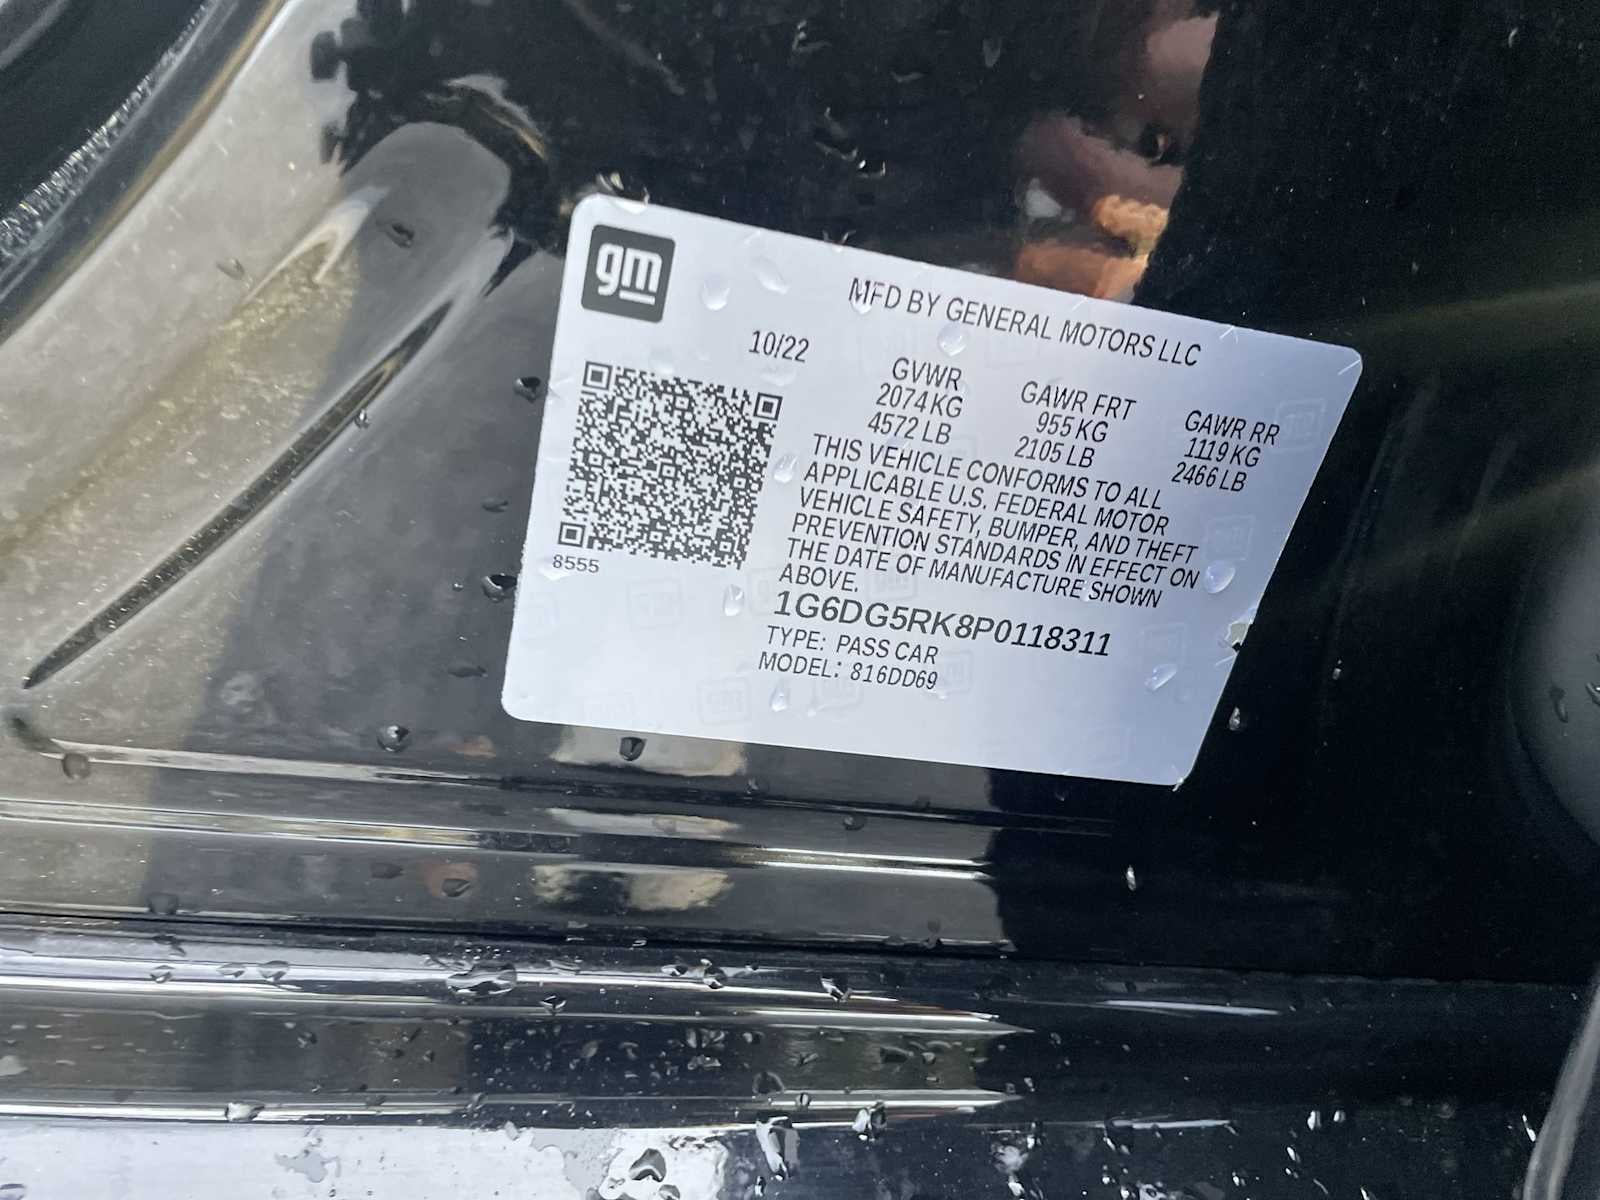 gm
MFD BY GENERAL MOTORS LLC
10/22
GVWR
2074 KG
4572 LB
GAWR FRT
955 KG
2105 LB
GAWR RR
1119 KG
2466 LB
THIS VEHICLE CONFORMS TO ALL
APPLICABLE U.S. FEDERAL MOTOR
VEHICLE SAFETY, BUMPER, AND THEFT
PREVENTION STANDARDS IN EFFECT ON
THE DATE OF MANUFACTURE SHOWN
ABOVE.
8555
1G6DG5RK8P0118311
TYPE: PASS CAR
MODEL: 816DD69